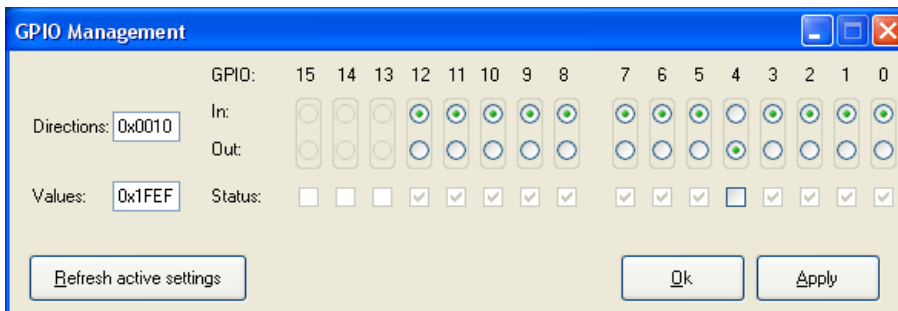 GPIO Management
GPIO: 15 14 13 12 11 10 9 8 7 6 5 4 3 2 1 0
In:
Directions: 0x0010
Out:
Values: 0x1FEF Status:
Refresh active settings Ok Apply